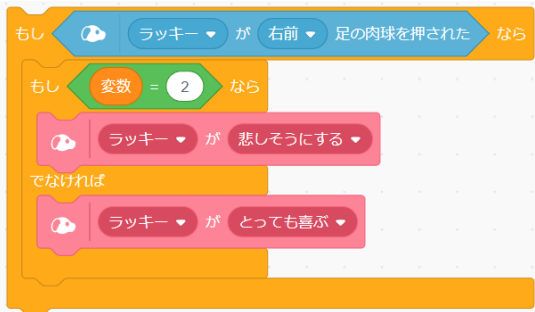 もし ラッキー が 右前 足の肉球を押された なら
もし 変数 = 2 なら
ラッキー が 悲しそうにする
でなければ
ラッキー が とっても喜ぶ